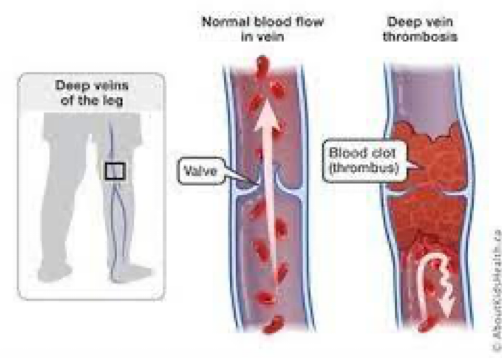 Normal blood flow
in vein
Deep vein
thrombosis
Deep veins
of the leg
Valve
Blood clot
(thrombus)
© AboutKidsHealth.ca